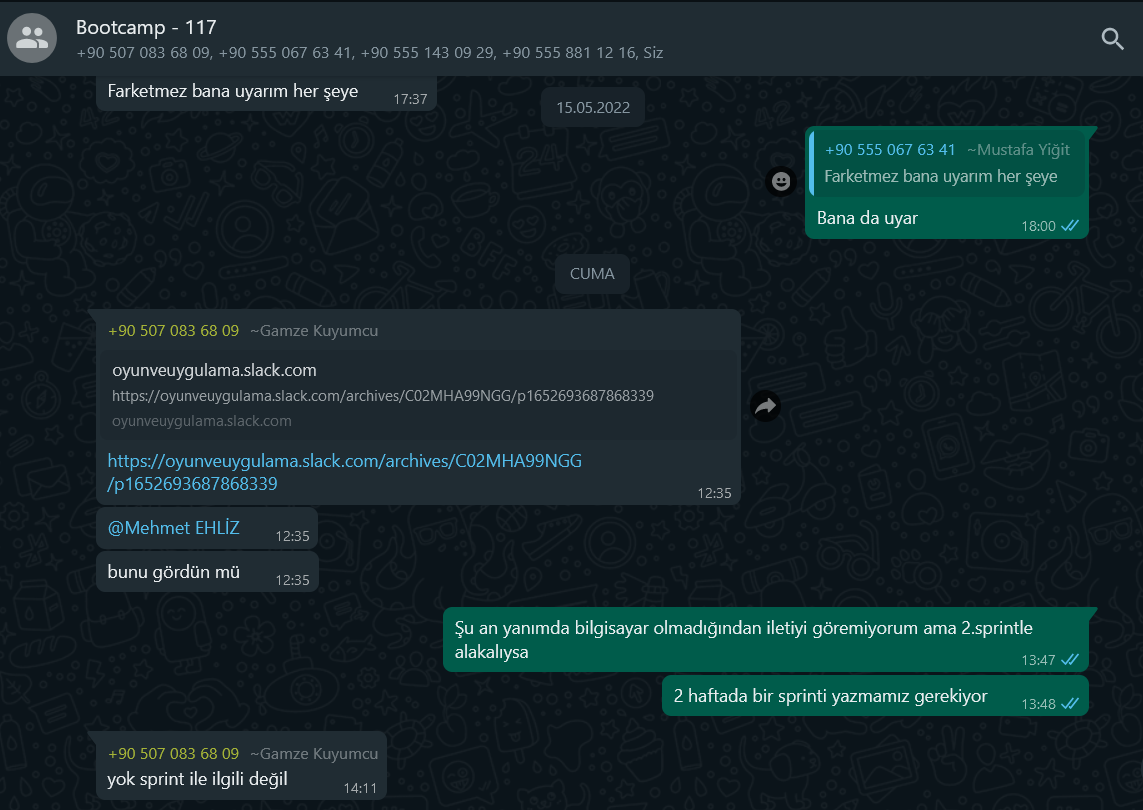 Bootcamp - 117
+90 507 083 68 09, +90 555 067 63 41, +90 555 143 09 29, +90 555 881 12 16, Siz
Farketmez bana uyarım her şeye
17:37
15.05.2022
+90 555 067 63 41 ~Mustafa Yiğit
Farketmez bana uyarım her şeye
Bana da uyar
18:00
CUMA
+90 507 083 68 09 ~Gamze Kuyumcu
oyunveuygulama.slack.com
https://oyunveuygulama.slack.com/archives/C02MHA99NGG/p1652693687868339
oyunveuygulama.slack.com
https://oyunveuygulama.slack.com/archives/C02MHA99NGG
/p1652693687868339
12:35
@Mehmet EHLİZ
12:35
bunu gördün mü
12:35
Şu an yanımda bilgisayar olmadığından iletiyi göremiyorum ama 2.sprintle
alakalıysa
13:47
2 haftada bir sprinti yazmamız gerekiyor
13:48
+90 507 083 68 09 ~Gamze Kuyumcu
yok sprint ile ilgili değil
14:11